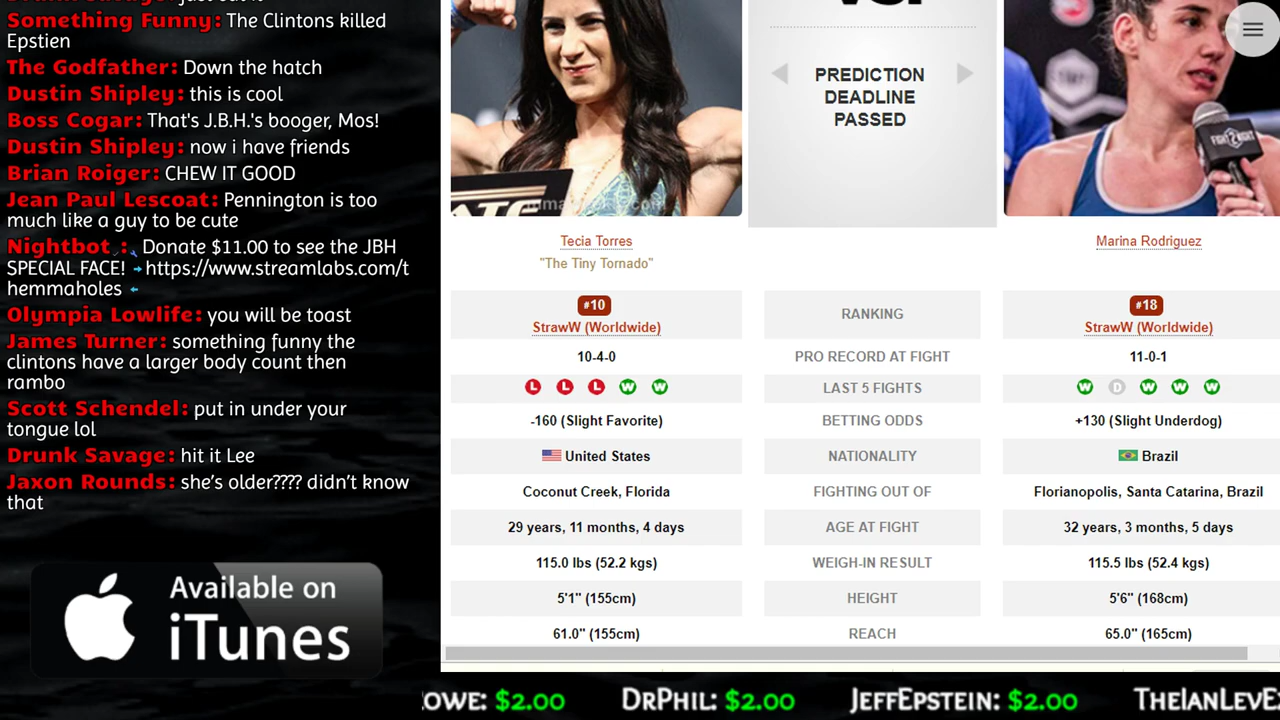 Something Funny: The Clintons killed
Epstien
The Godfather: Down the hatch
Dustin Shipley: this is cool
Boss Cogar: That's J.B.H.'s booger, Mos!
Dustin Shipley: now i have friends
Brian Roiger: CHEW IT GOOD
Jean Paul Lescoat: Pennington is too
much like a guy to be cute
Nightbot : Donate $11.00 to see the JBH
SPECIAL FACE! https://www.streamlabs.com/t
hemmaholes
Olympia Lowlife: you will be toast
James Turner: something funny the
clintons have a larger body count then
rambo
Scott Schendel: put in under your
tongue lol
Drunk Savage: hit it Lee
Jaxon Rounds: she's older???? didn't know
that
Available on
iTunes
PREDICTION
DEADLINE
PASSED
FIGHT2NIGHT
Tecia Torres Marina Rodriguez
"The Tiny Tornado"
#10 RANKING #18
StrawW (Worldwide) StrawW (Worldwide)
10-4-0 PRO RECORD AT FIGHT 11-0-1
L L L W W LAST 5 FIGHTS W D W W W
-160 (Slight Favorite) BETTING ODDS +130 (Slight Underdog)
United States NATIONALITY Brazil
Coconut Creek, Florida FIGHTING OUT OF Florianopolis, Santa Catarina, Brazil
29 years, 11 months, 4 days AGE AT FIGHT 32 years, 3 months, 5 days
115.0 lbs (52.2 kgs) WEIGH-IN RESULT 115.5 lbs (52.4 kgs)
5'1" (155cm) HEIGHT 5'6" (168cm)
61.0" (155cm) REACH 65.0" (165cm)
OWE: $2.00 DrPhil: $2.00 JeffEpstein: $2.00 TheIanLevE